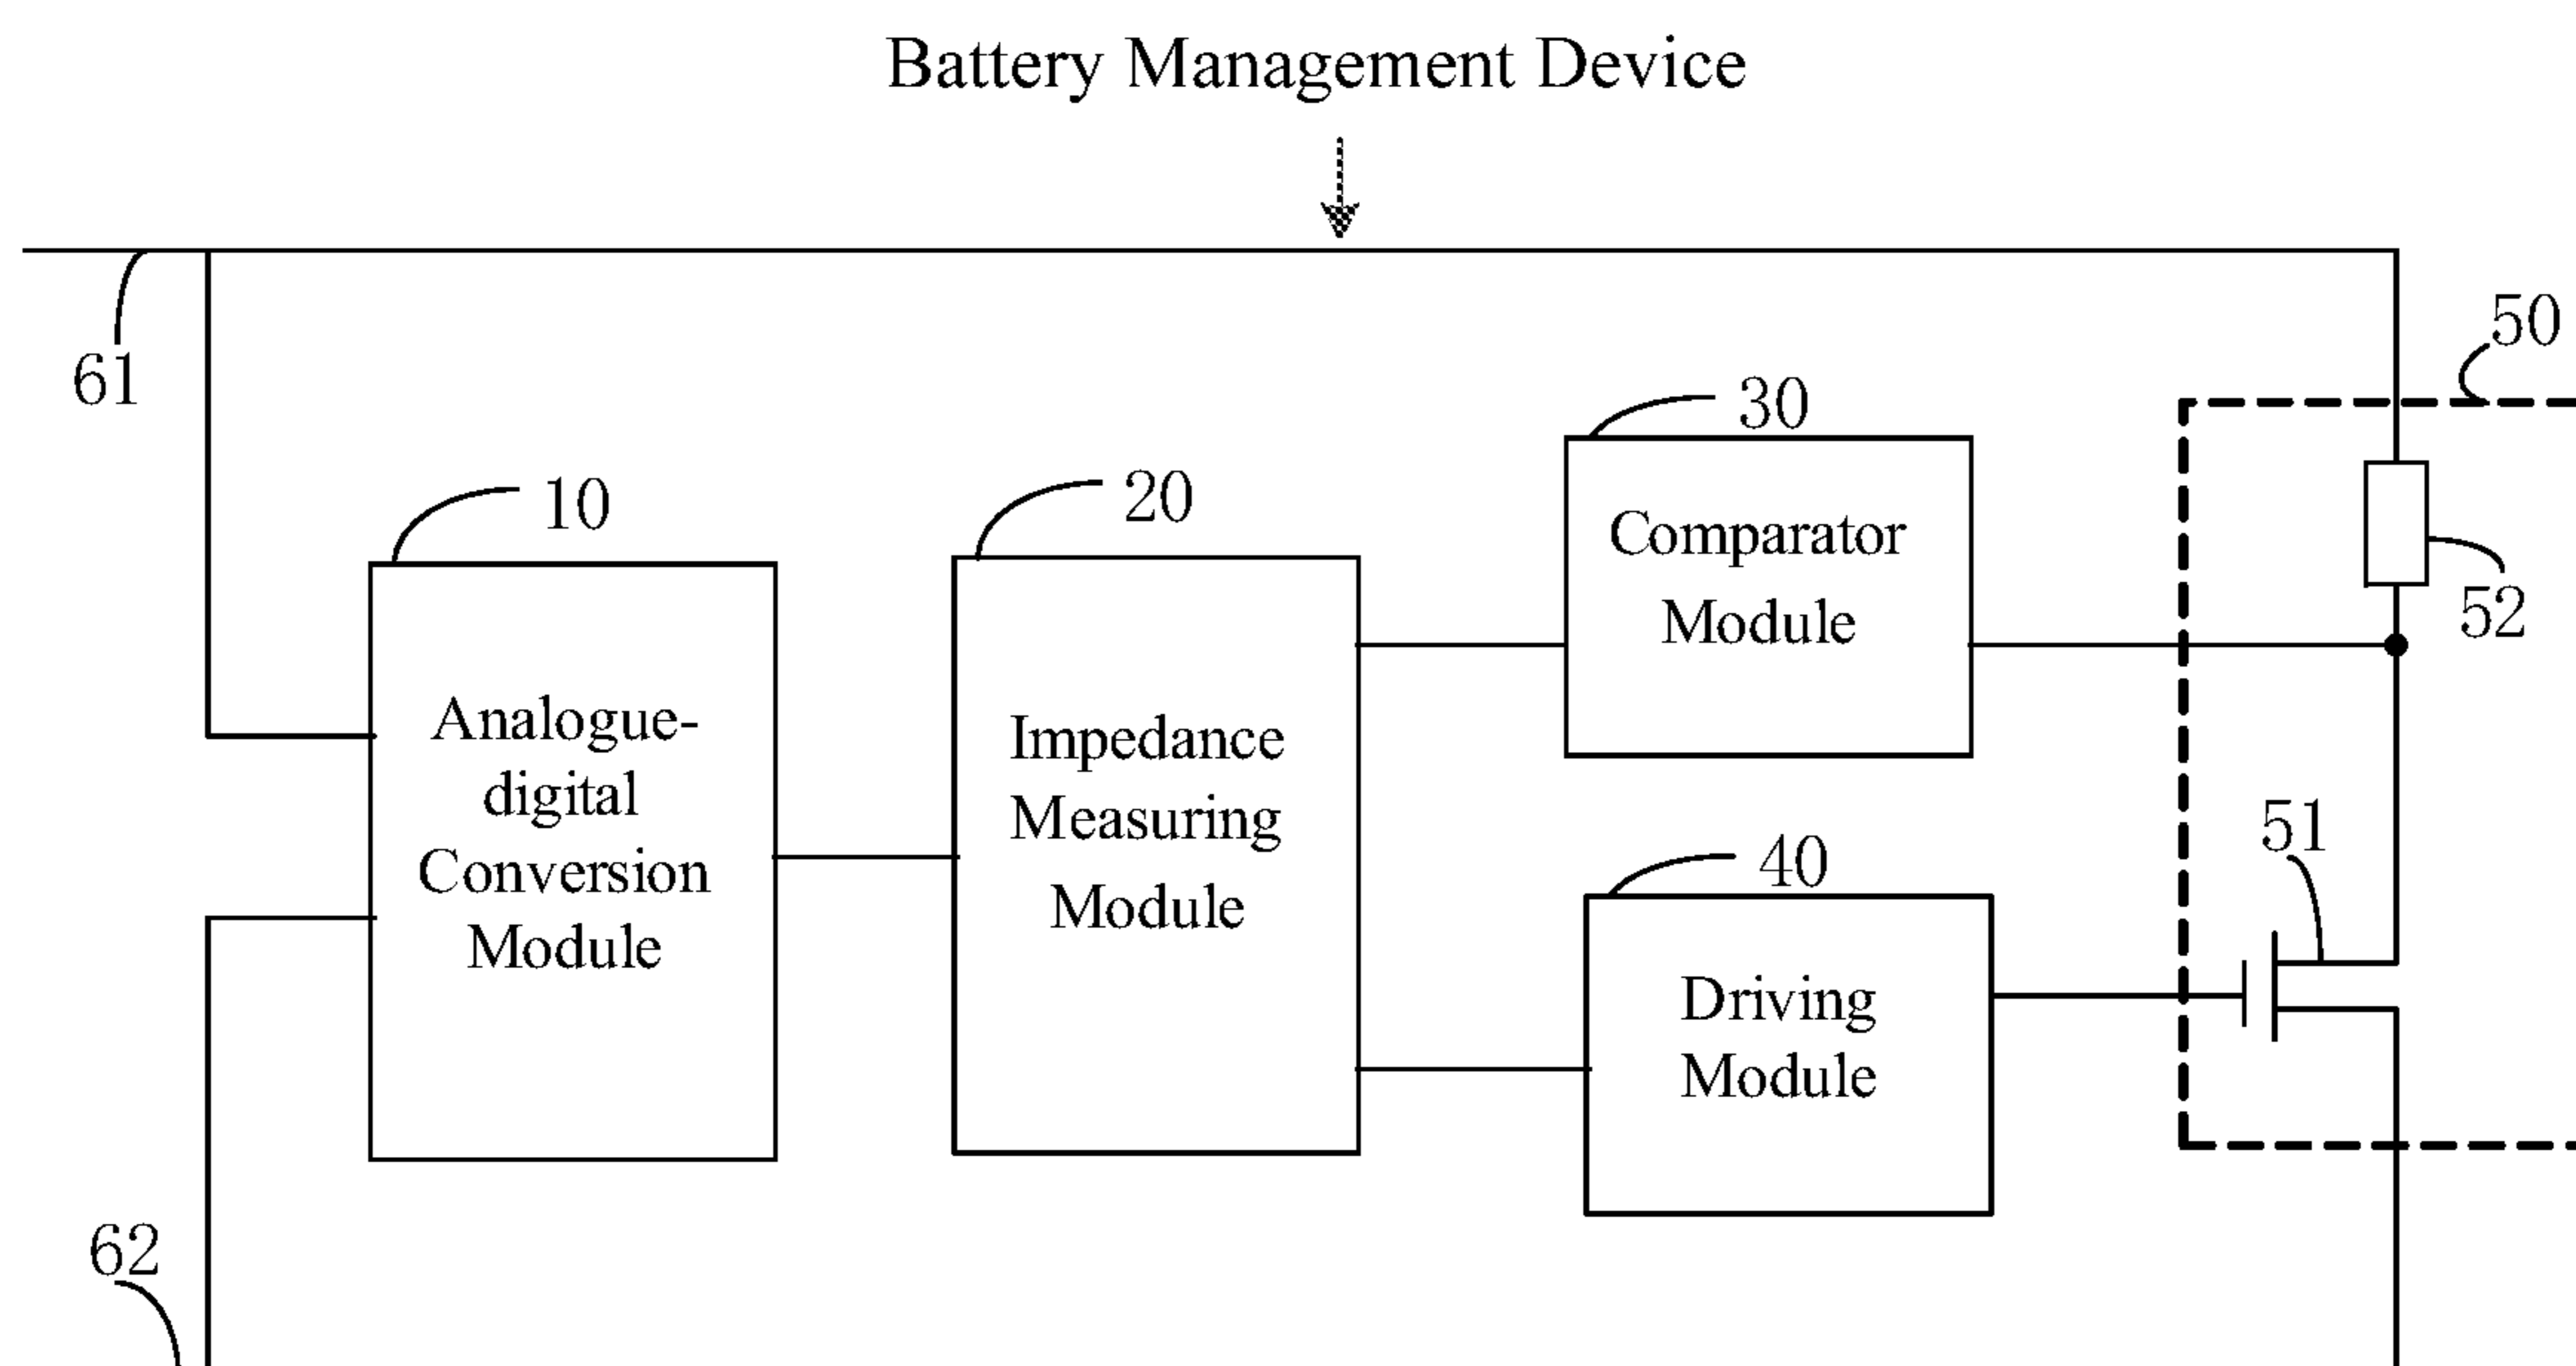 Battery Management Device
61
50
30
10
20
Comparator
Module
52
Analogue-
digital
Conversion
Module
Impedance
Measuring
Module
51
40
Driving
Module
62